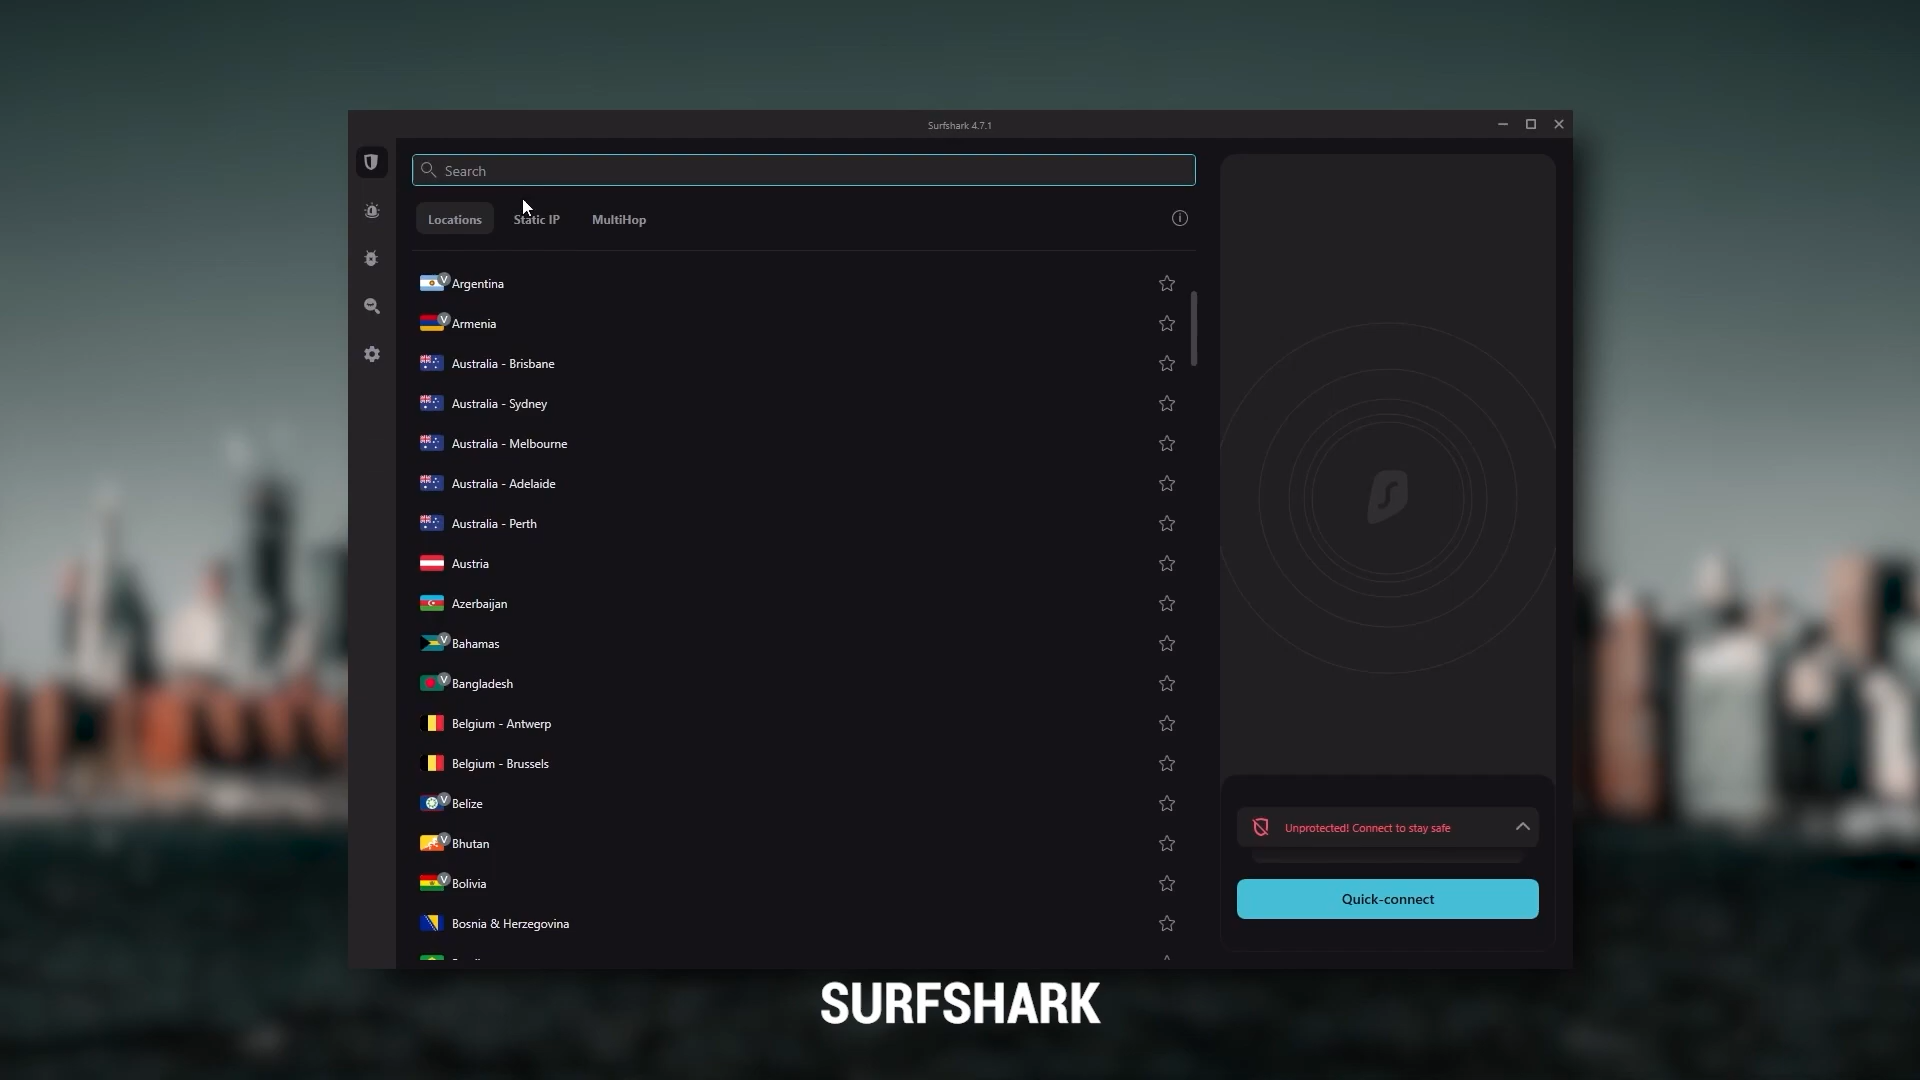 Surfshark 4.7.1
Search
Locations
Static IP
MultiHop
V
Argentina
V
Armenia
Australia - Brisbane
Australia - Sydney
Australia - Melbourne
Australia - Adelaide
Australia - Perth
Austria
Azerbaijan
V
Bahamas
V
Bangladesh
Belgium - Antwerp
Belgium - Brussels
V
Belize
V
Bhutan
V
Bolivia
Bosnia & Herzegovina
Unprotected! Connect to stay safe
Quick-connect
SURFSHARK